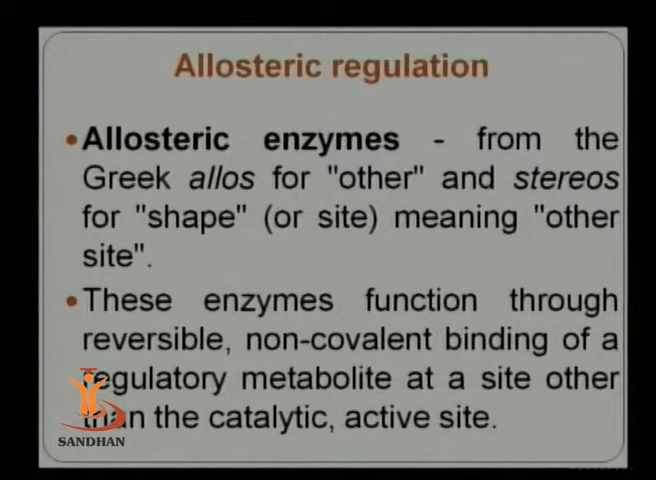 Allosteric regulation
•Allosteric enzymes - from the
Greek allos for "other" and stereos
for "shape" (or site) meaning "other
site".
•These enzymes function through
reversible, non-covalent binding of a
regulatory metabolite at a site other
than the catalytic, active site.
SANDHAN